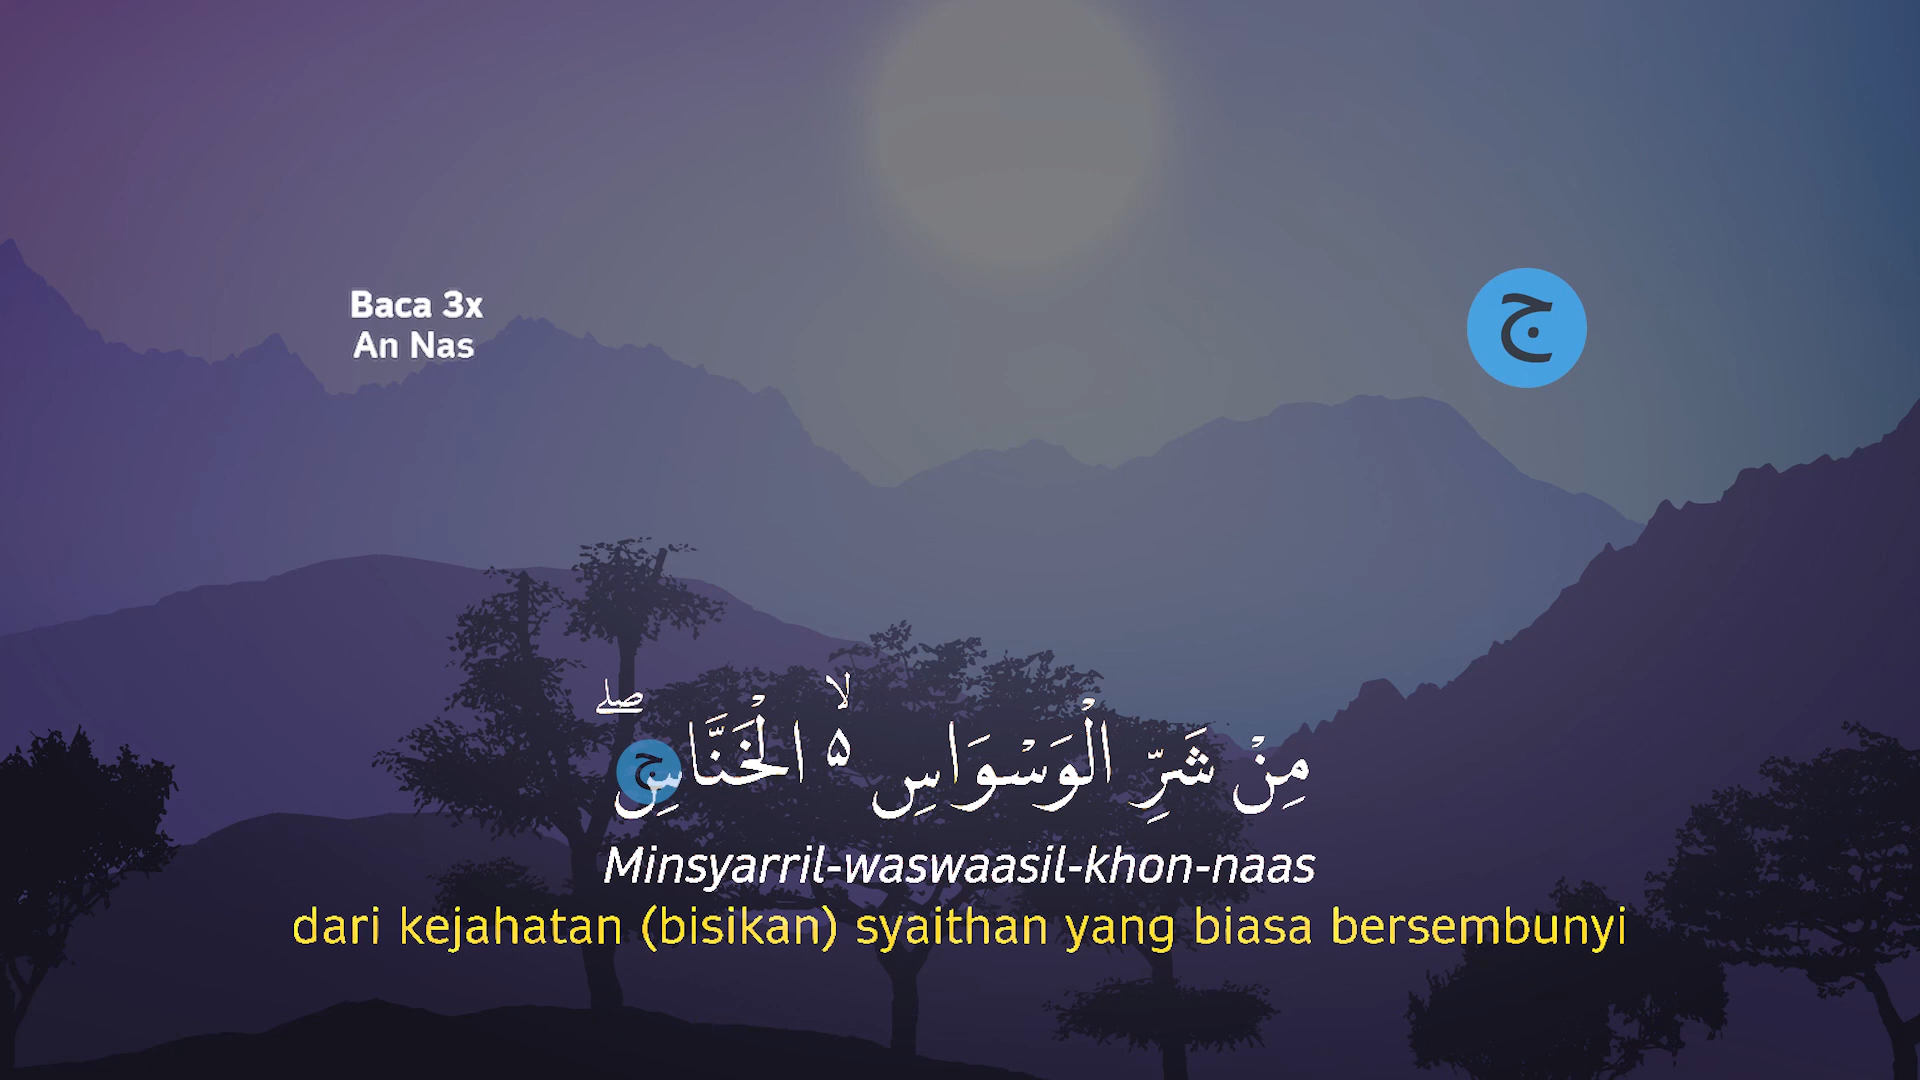 Baca 3x
An Nas
ج
مِنْ شَرِّ الْوَسْوَاسِ ۵ۙ الْخَنَّاسِۖ ج
Minsyarril-waswaasil-khon-naas
dari kejahatan (bisikan) syaithan yang biasa bersembunyi